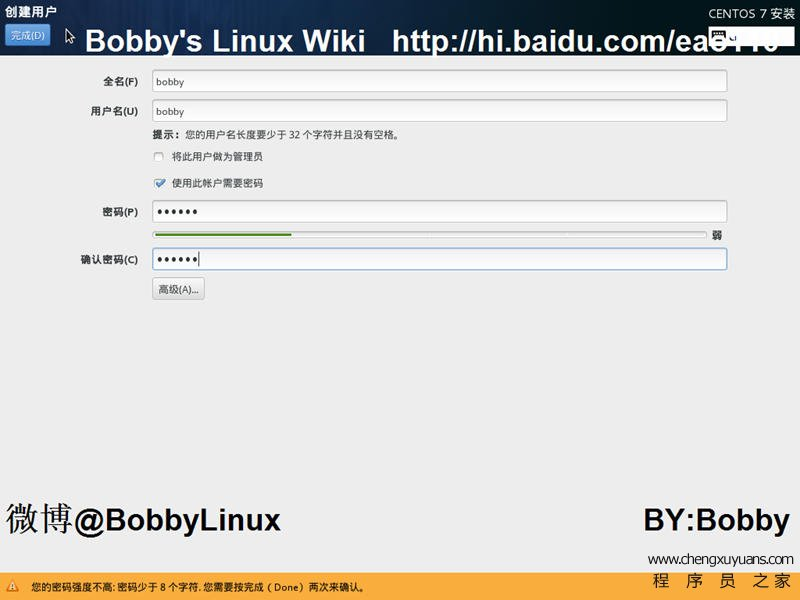 创建用户
CENTOS 7 安装
完成(D)
Bobby's Linux Wiki http://hi.baidu.com/
全名(F) bobby
用户名(U) bobby
提示: 您的用户名长度要少于 32 个字符并且没有空格。
将此用户做为管理员
使用此帐户需要密码
密码(P) ••••••
弱
确认密码(C) ••••••
高级(A)...
微博@BobbyLinux
BY:Bobby
www.chengxuyuans.com
程序员之家
您的密码强度不高: 密码少于 8 个字符. 您需要按完成 ( Done ) 两次来确认。